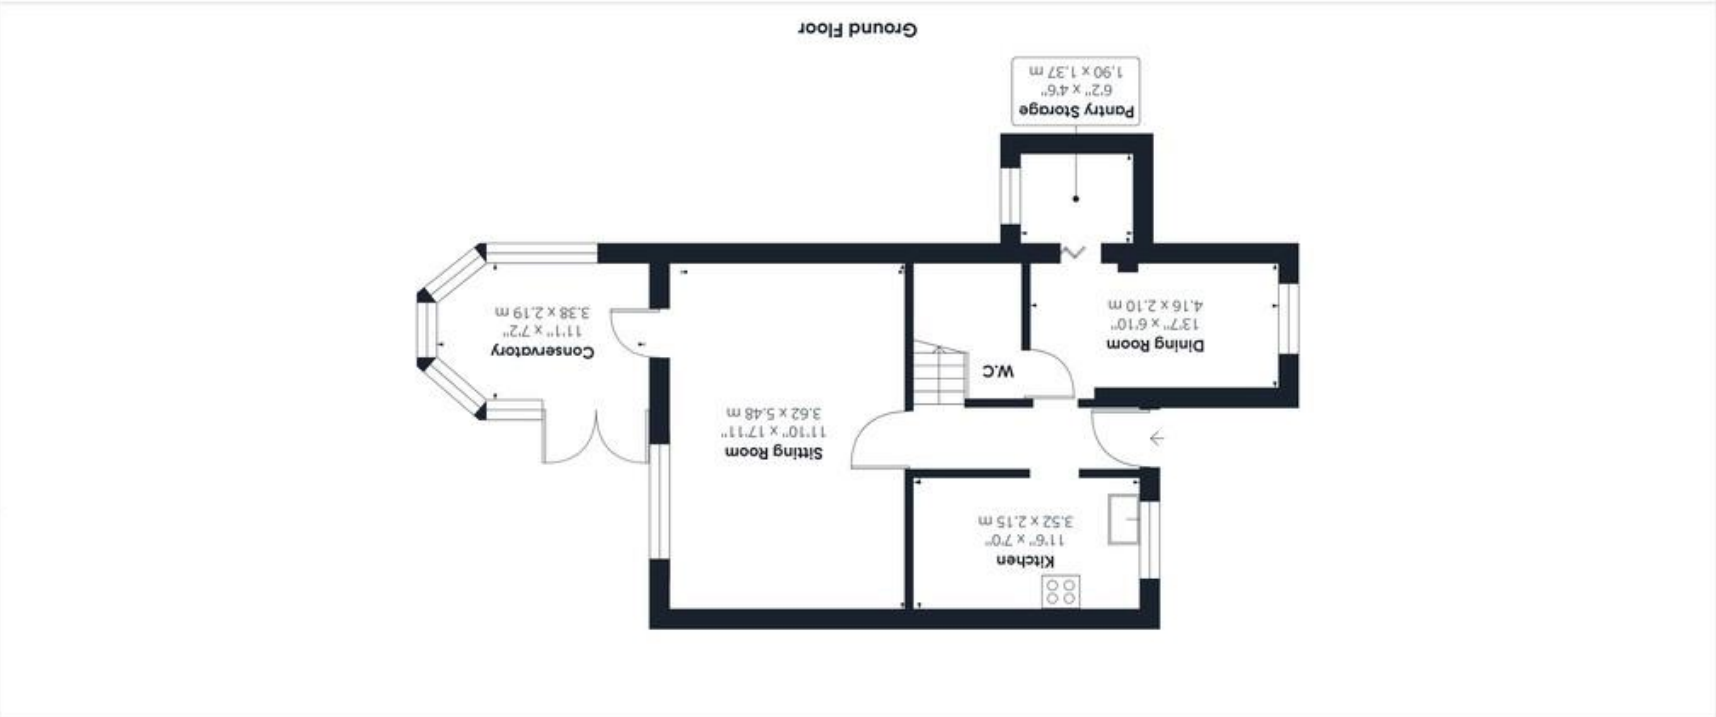 Kitchen
11'6" x 7'0"
3.52 x 2.15 m
Sitting Room
11'10" x 17'11"
3.62 x 5.48 m
W.C
Dining Room
13'7" x 6'10"
4.16 x 2.10 m
Conservatory
11'1" x 7'2"
3.38 x 2.19 m
Pantry Storage
6'2" x 4'6"
1.90 x 1.37 m
Ground Floor